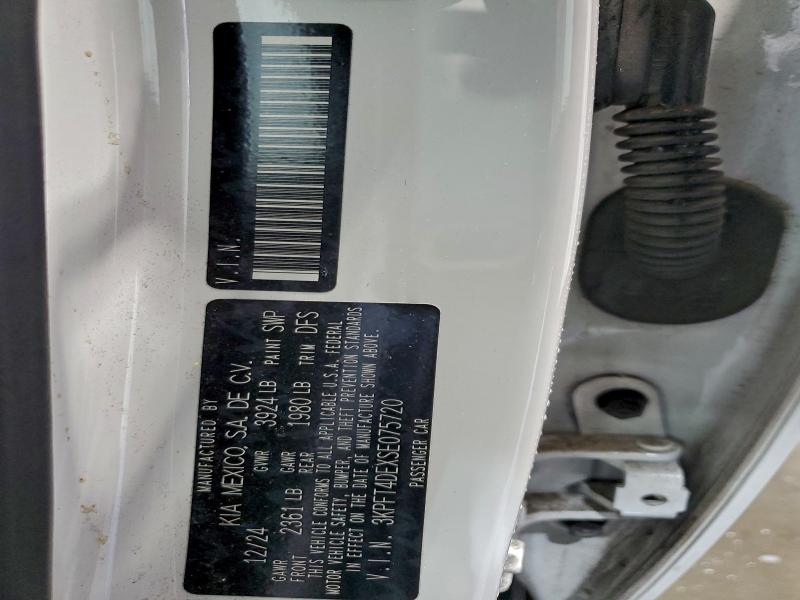 MANUFACTURED BY
KIA MEXICO, S.A. DE C.V.
12/24 GVWR 3924 LB PAINT SWP
GAWR FRONT 2361 LB GAWR REAR 1980 LB TRIM DFS
THIS VEHICLE CONFORMS TO ALL APPLICABLE U.S.A. FEDERAL
MOTOR VEHICLE SAFETY, BUMPER, AND THEFT PREVENTION STANDARDS
IN EFFECT ON THE DATE OF MANUFACTURE SHOWN ABOVE.
V.I.N. 3KPFT4DEXSE075720
PASSENGER CAR
V.I.N.